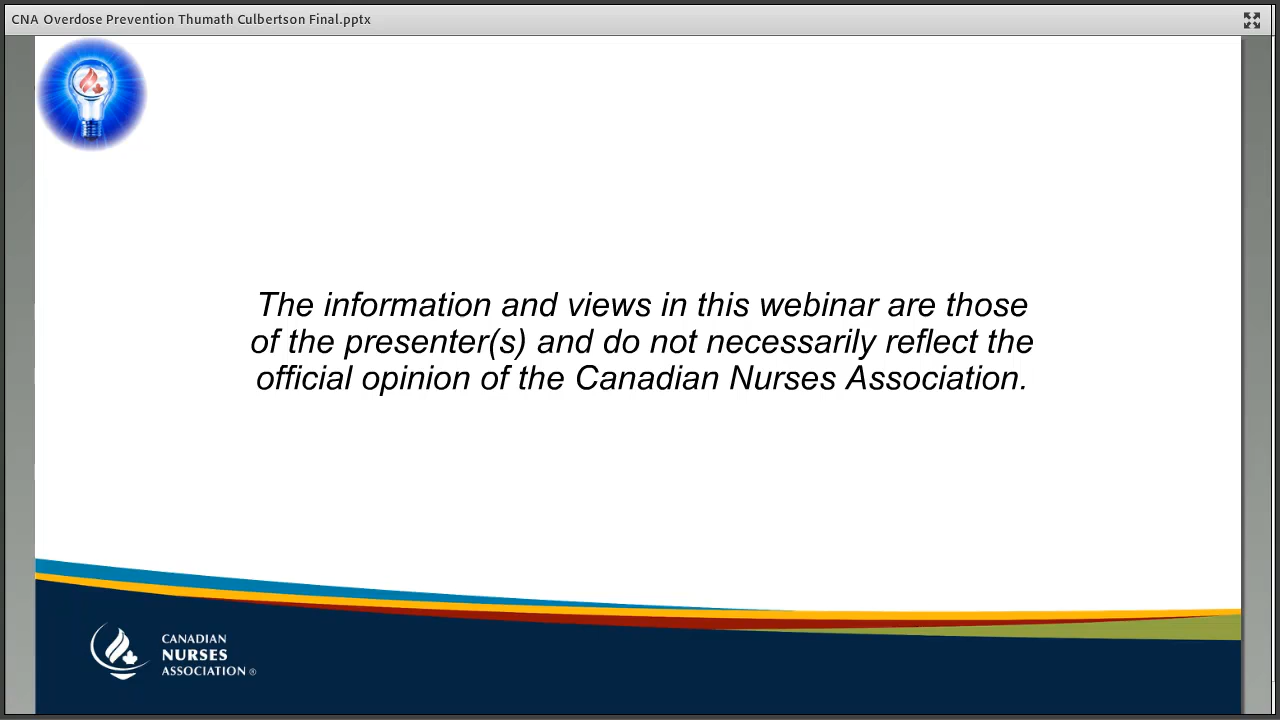 CNA Overdose Prevention Thumath Culbertson Final.pptx
The information and views in this webinar are those
of the presenter(s) and do not necessarily reflect the
official opinion of the Canadian Nurses Association.
CANADIAN
NURSES
ASSOCIATION ®